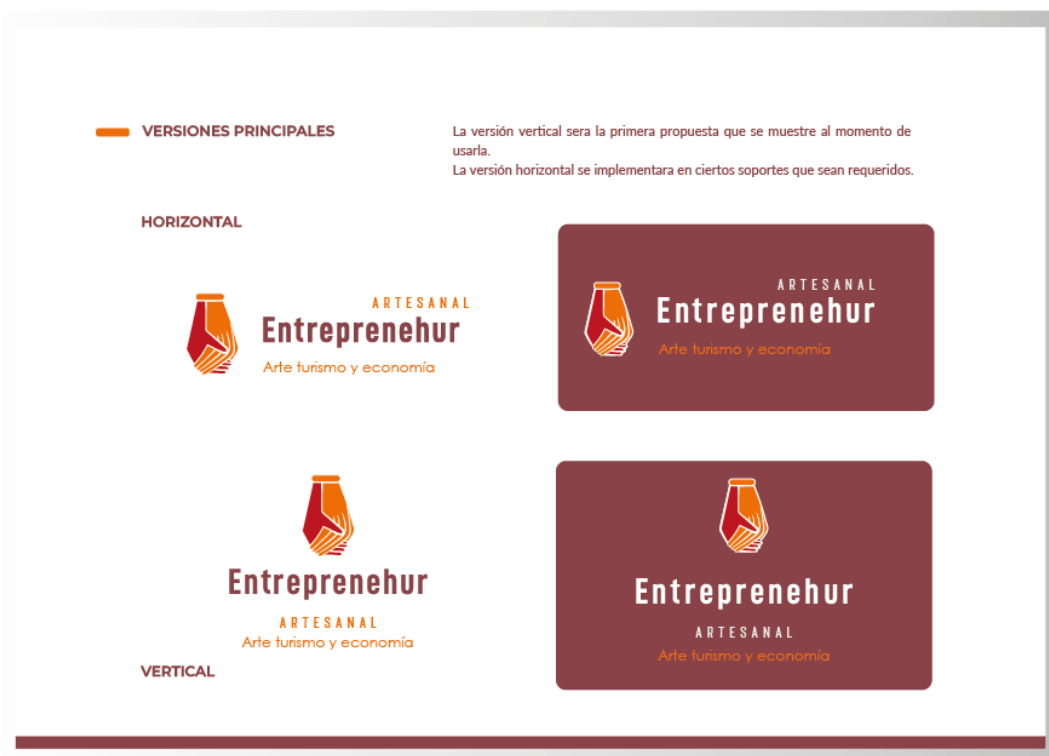 VERSIONES PRINCIPALES
La versión vertical sera la primera propuesta que se muestre al momento de
usarla.
La versión horizontal se implementara en ciertos soportes que sean requeridos.
HORIZONTAL
ARTESANAL
Entreprenehur
Arte turismo y economía
ARTESANAL
Entreprenehur
Arte turismo y economía
Entreprenehur
ARTESANAL
Arte turismo y economía
Entreprenehur
ARTESANAL
Arte turismo y economía
VERTICAL